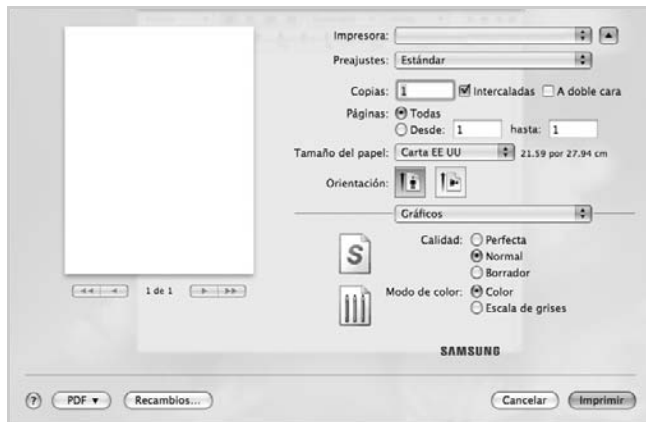 Impresora:
Preajustes: Estándar
Copias: 1 Intercaladas A doble cara
Páginas: Todas
Desde: 1 hasta: 1
Tamaño del papel: Carta EE UU 21.59 por 27.94 cm
Orientación:
Gráficos
Calidad: Perfecta
Normal
Borrador
Modo de color: Color
Escala de grises
1 de 1
S
SAMSUNG
? PDF Recambios... Cancelar Imprimir